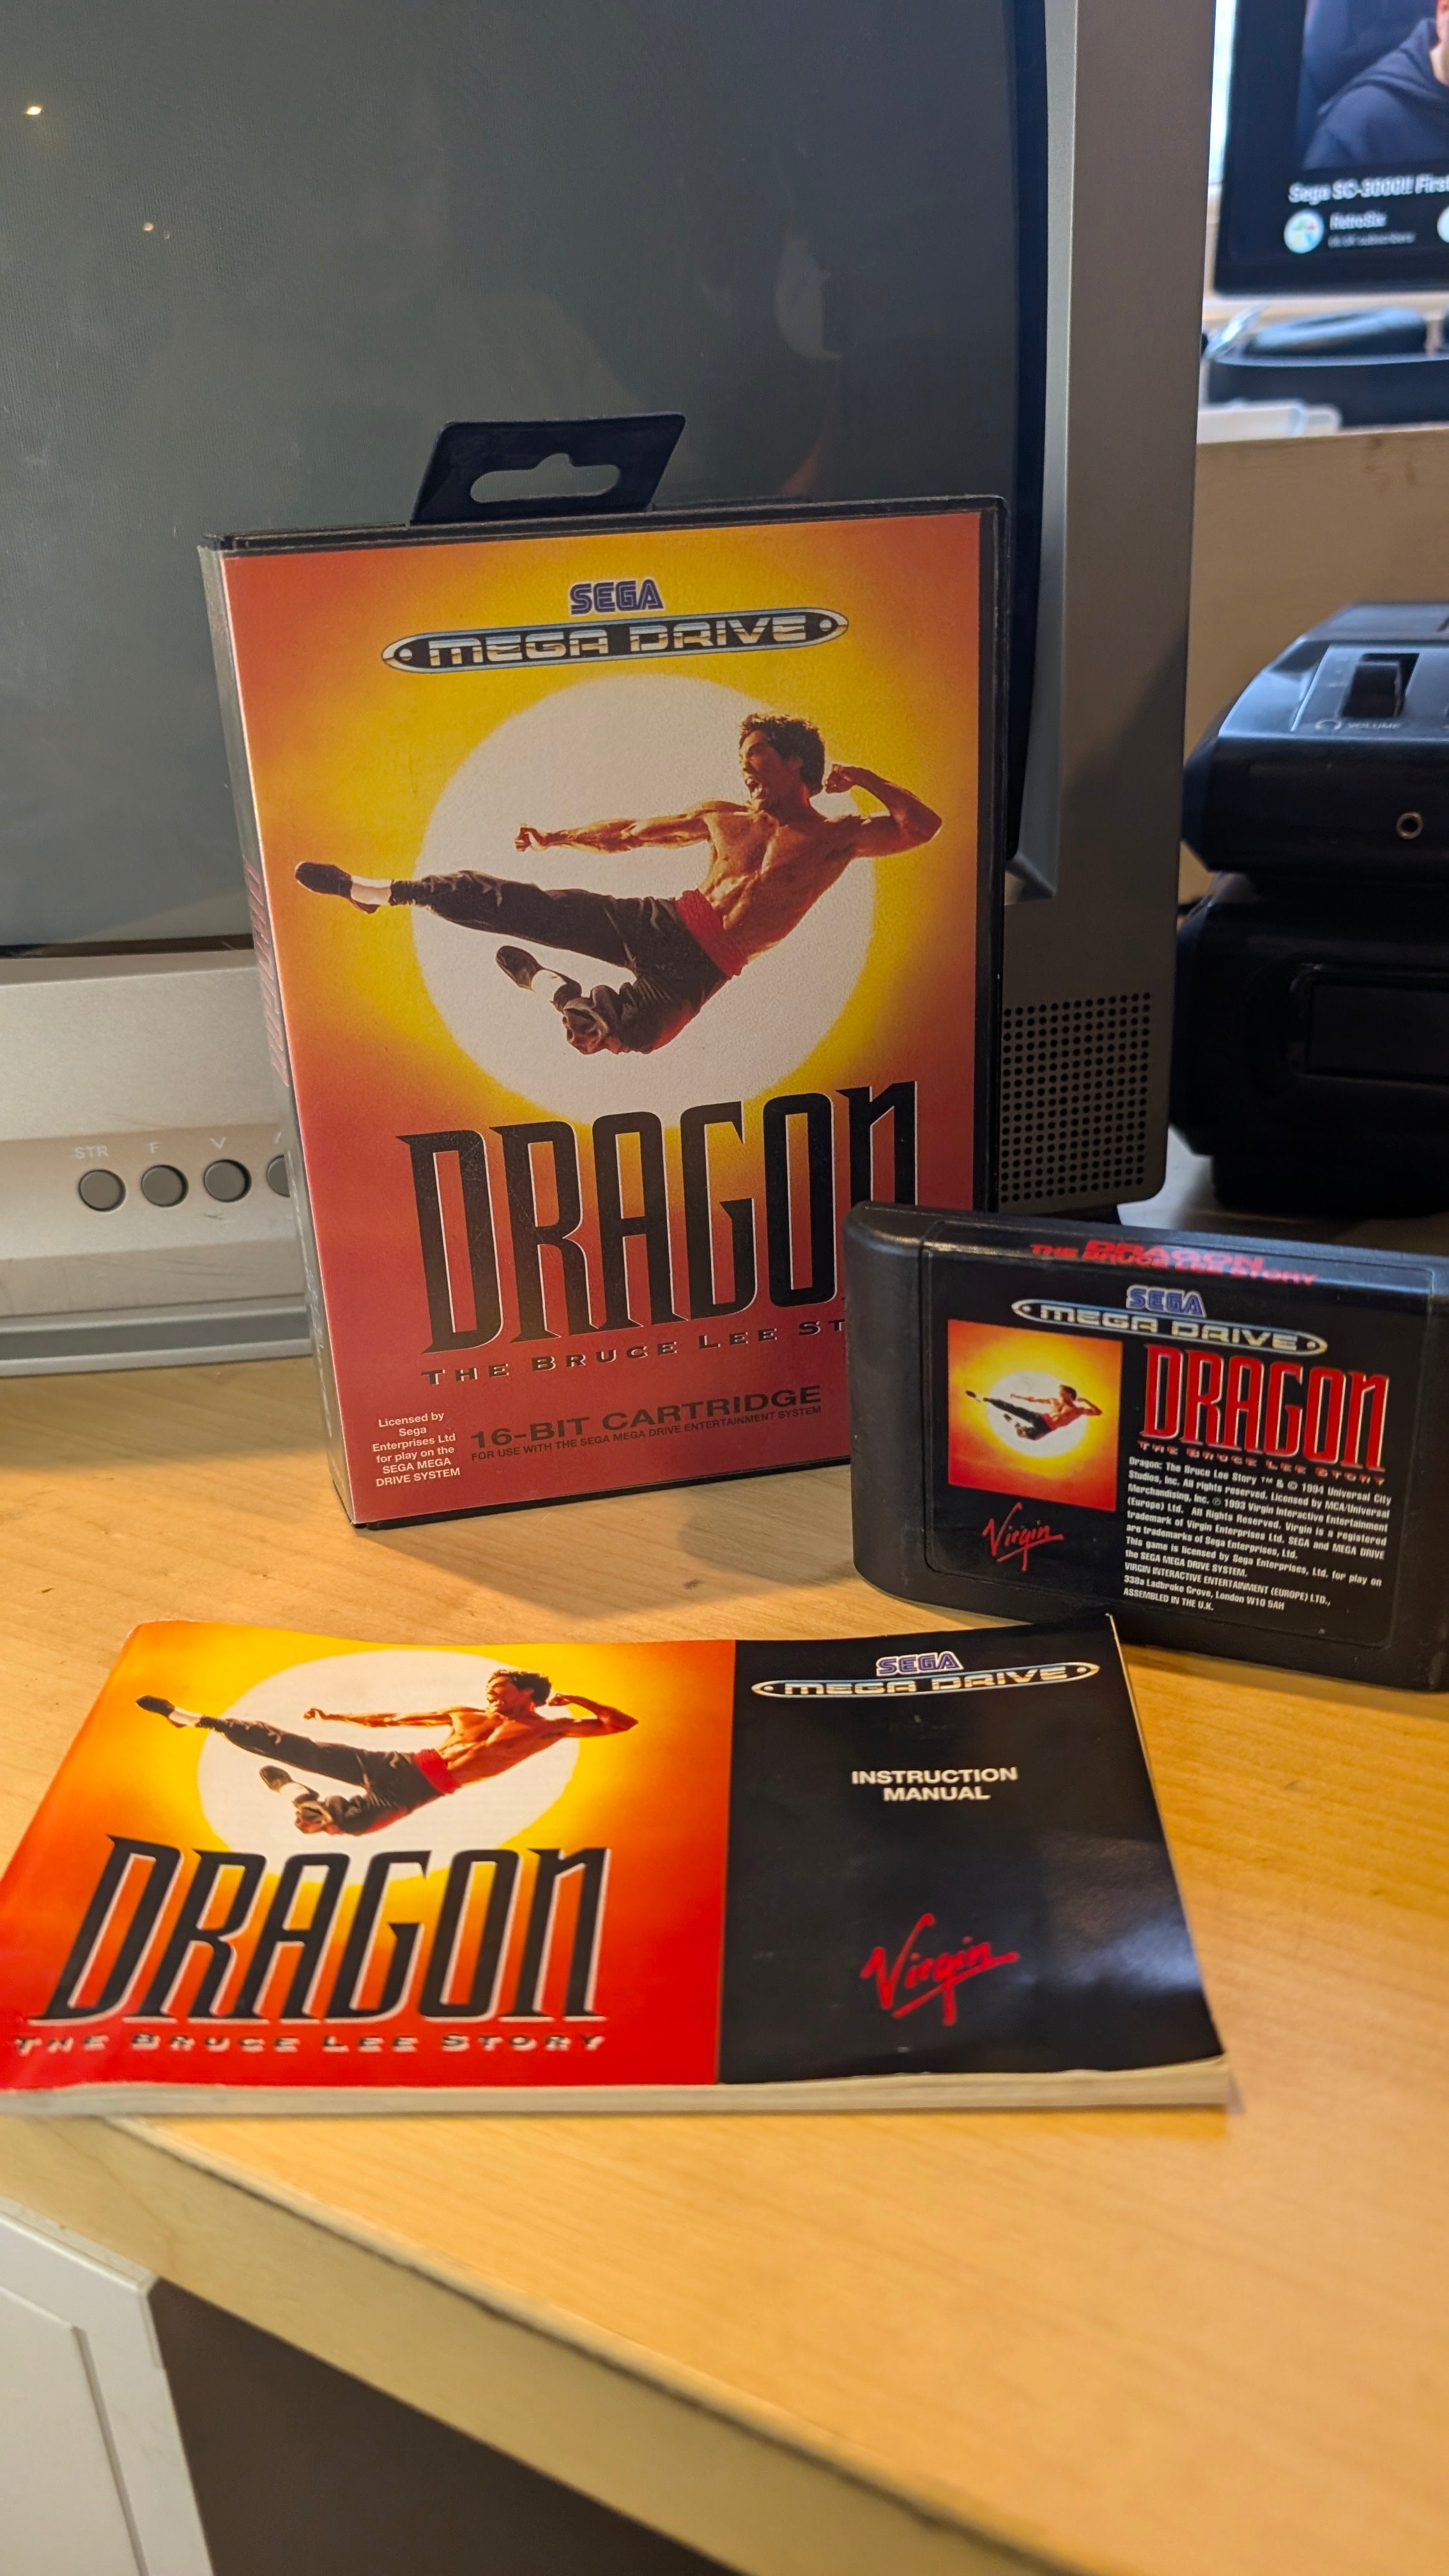 Sega SC-3000!! First
RetroSix
VOLUME
SEGA
MEGA DRIVE
DRAGON
THE BRUCE LEE ST
Licensed by
Sega
Enterprises Ltd
for play on the
SEGA MEGA
DRIVE SYSTEM
16-BIT CARTRIDGE
FOR USE WITH THE SEGA MEGA DRIVE ENTERTAINMENT SYSTEM
STR
F
V
DRAGON
THE BRUCE LEE STORY
SEGA
MEGA DRIVE
DRAGON
THE BRUCE LEE STORY
Dragon: The Bruce Lee Story ™ & © 1994 Universal City
Studios, Inc. All rights reserved. Licensed by MCA/Universal
Merchandising, Inc. ℗ 1993 Virgin Interactive Entertainment
(Europe) Ltd. All Rights Reserved. Virgin is a registered
trademark of Virgin Enterprises Ltd. SEGA and MEGA DRIVE
are trademarks of Sega Enterprises, Ltd.
This game is licensed by Sega Enterprises, Ltd. for play on
the SEGA MEGA DRIVE SYSTEM.
VIRGIN INTERACTIVE ENTERTAINMENT (EUROPE) LTD.,
338a Ladbroke Grove, London W10 5AH
ASSEMBLED IN THE U.K.
Virgin
DRAGON
THE BRUCE LEE STORY
SEGA
MEGA DRIVE
INSTRUCTION
MANUAL
Virgin